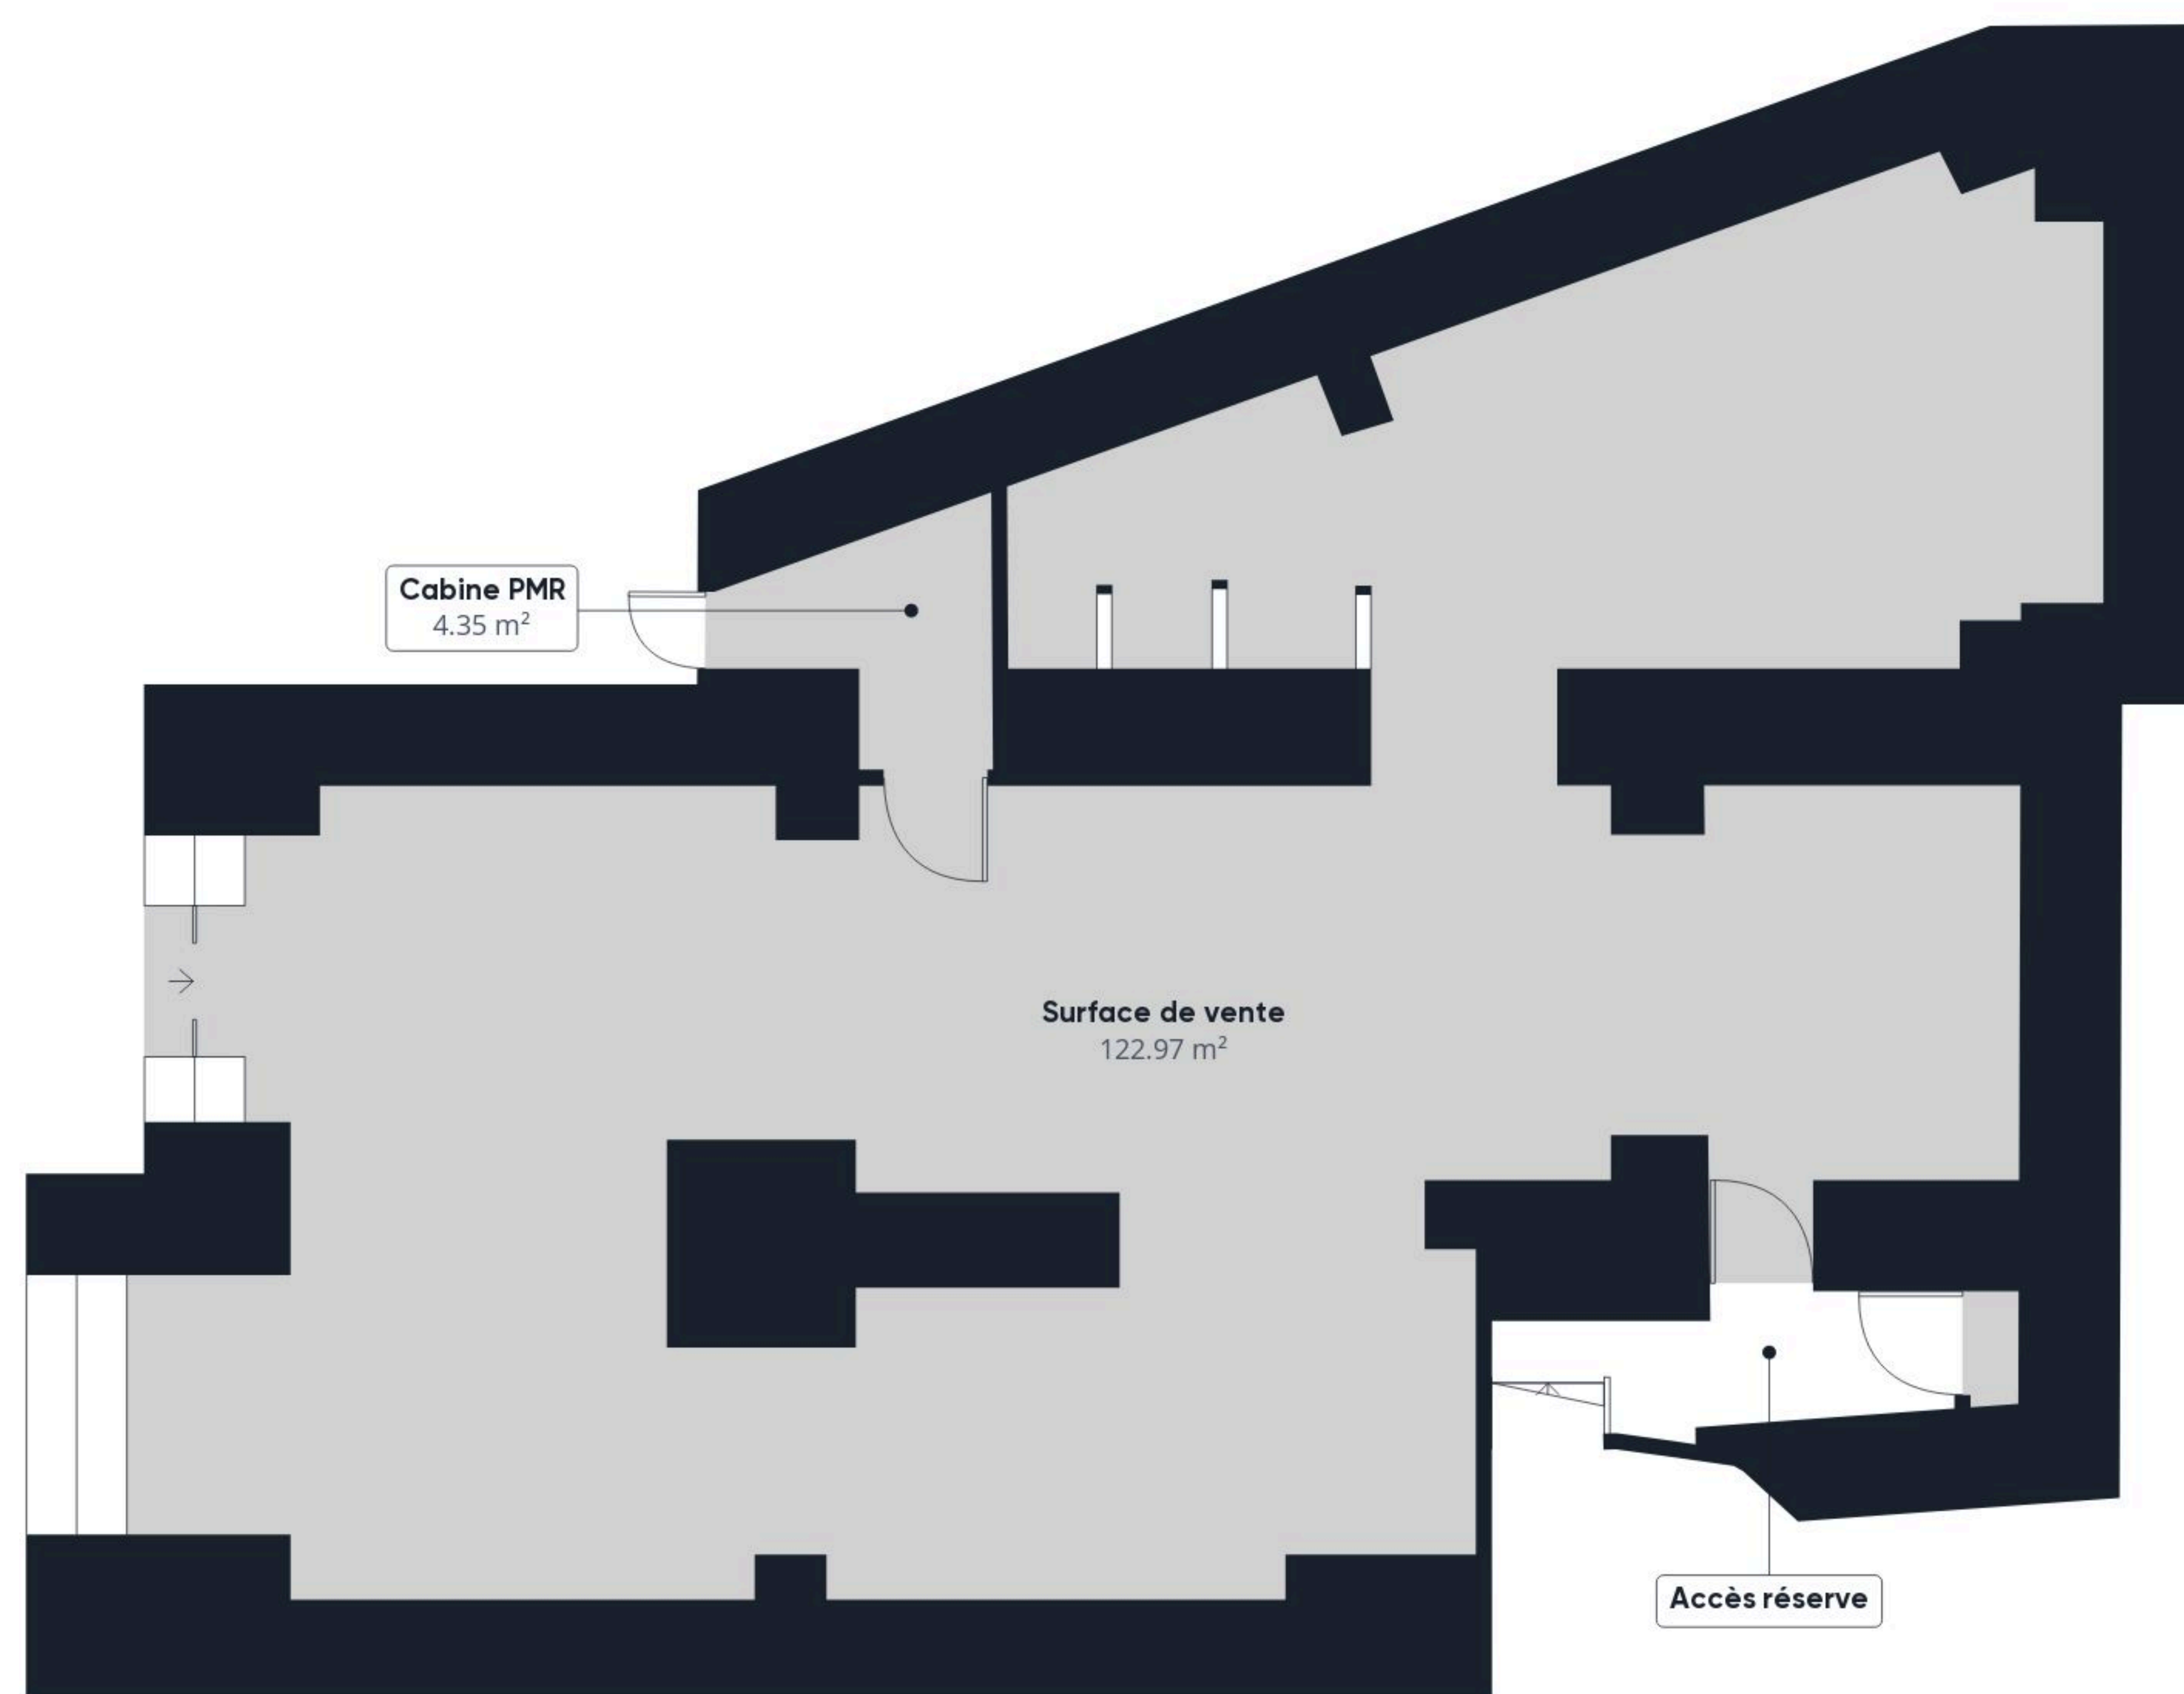 Cabine PMR
4.35 m²
Surface de vente
122.97 m²
Accès réserve